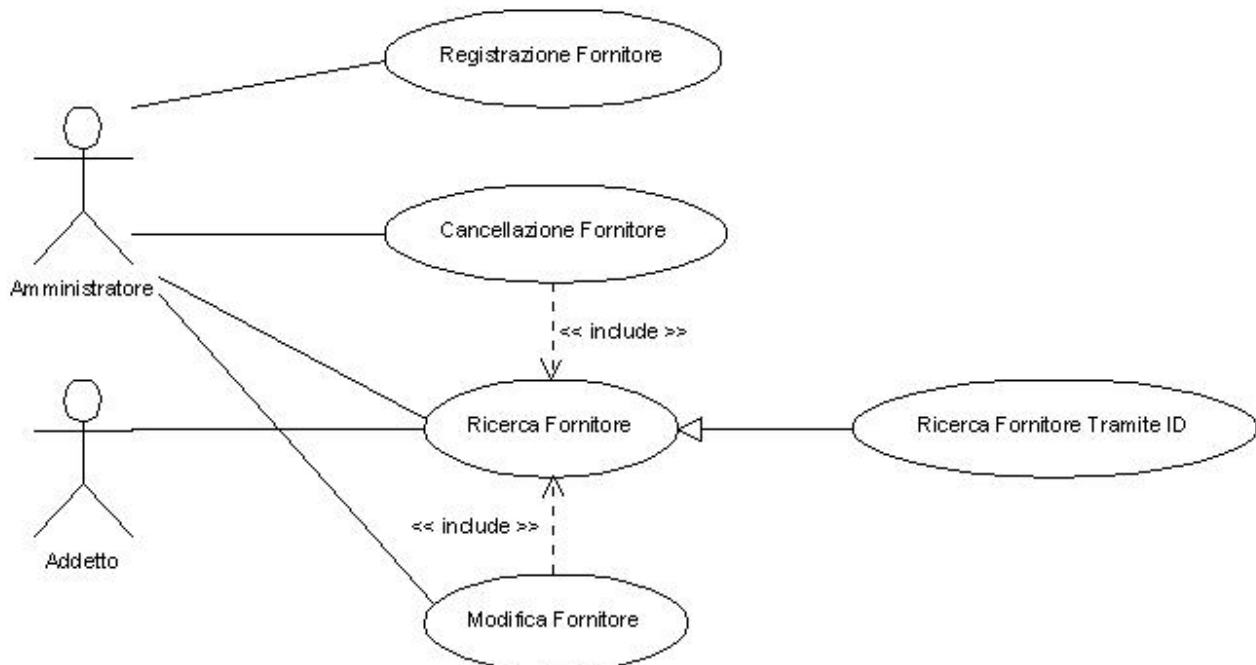 Registrazione Fornitore
Cancellazione Fornitore
Amministratore
<< include >>
Ricerca Fornitore
Ricerca Fornitore Tramite ID
<< include >>
Addetto
Modifica Fornitore